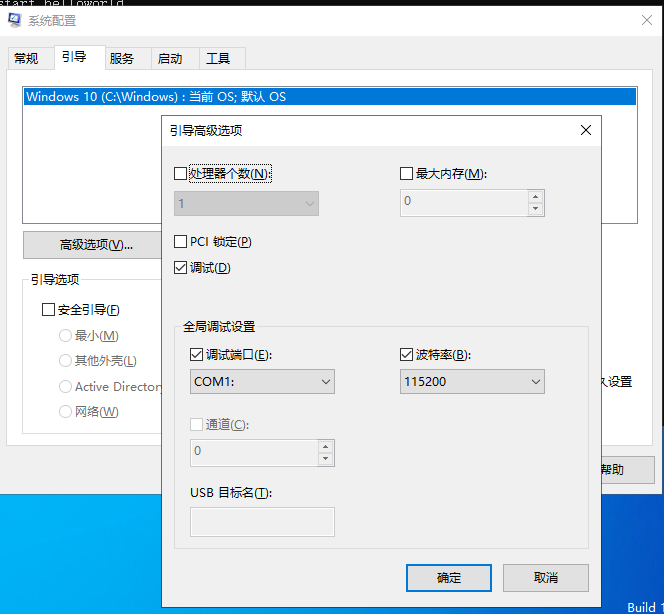 start helloworld
系统配置
常规 引导 服务 启动 工具
Windows 10 (C:\Windows) : 当前 OS; 默认 OS
引导高级选项
处理器个数(N):
最大内存(M):
1
0
高级选项(V)...
PCI 锁定(P)
调试(D)
引导选项
安全引导(F)
全局调试设置
最小(M)
调试端口(E):
波特率(B):
其他外壳(L)
COM1:
115200
久设置
Active Directory
网络(W)
通道(C):
0
帮助
USB 目标名(T):
确定
取消
Build 1